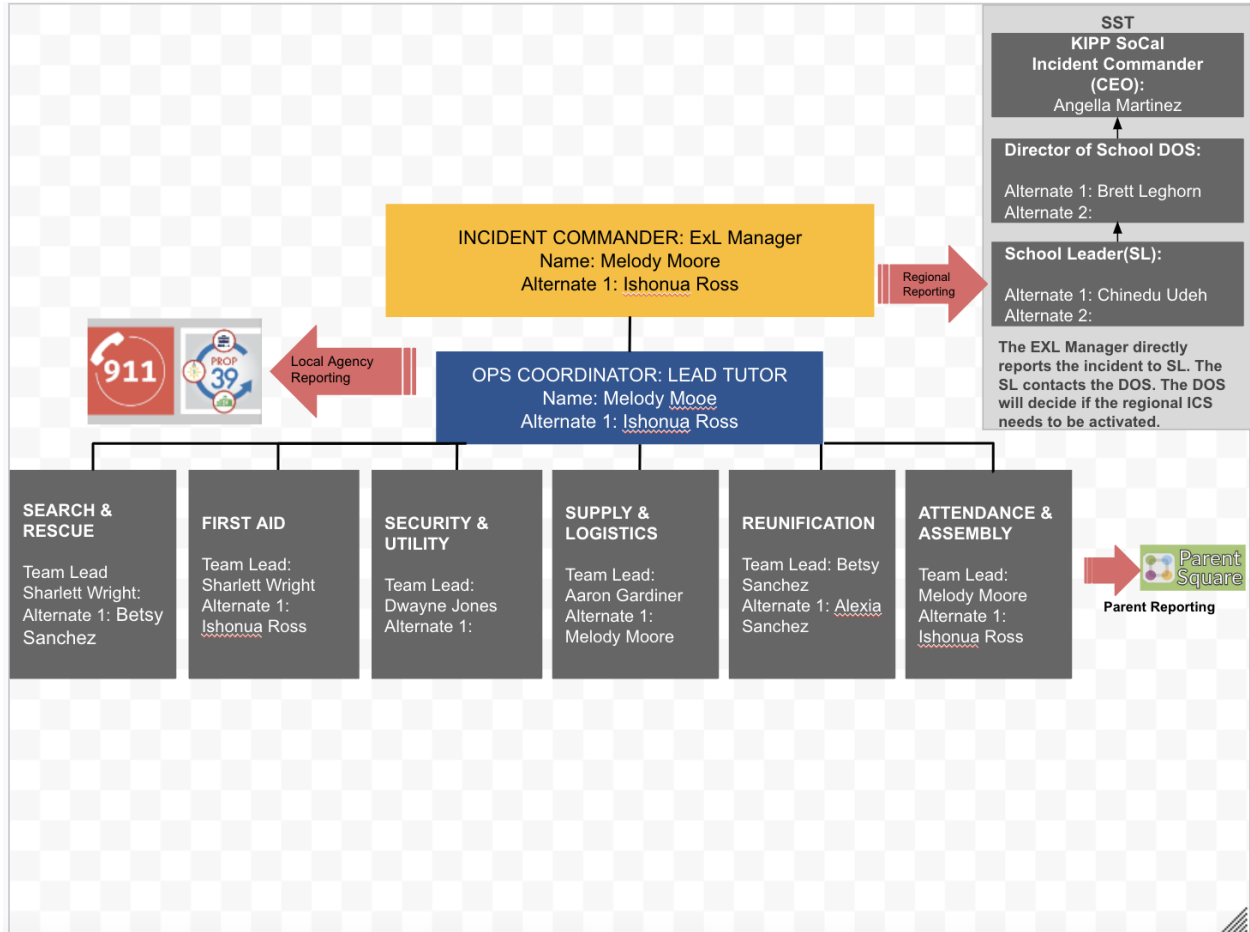 SST
KIPP SoCal
Incident Commander
(CEO):
Angella Martinez
Director of School DOS:
Alternate 1: Brett Leghorn
Alternate 2:
School Leader(SL):
Alternate 1: Chinedu Udeh
Alternate 2:
The EXL Manager directly
reports the incident to SL. The
SL contacts the DOS. The DOS
will decide if the regional ICS
needs to be activated.
INCIDENT COMMANDER: ExL Manager
Name: Melody Moore
Alternate 1: Ishonua Ross
Regional
Reporting
911
PROP
39
Local Agency
Reporting
OPS COORDINATOR: LEAD TUTOR
Name: Melody Mooe
Alternate 1: Ishonua Ross
SEARCH &
RESCUE
Team Lead
Sharlett Wright:
Alternate 1: Betsy
Sanchez
FIRST AID
Team Lead:
Sharlett Wright
Alternate 1:
Ishonua Ross
SECURITY &
UTILITY
Team Lead:
Dwayne Jones
Alternate 1:
SUPPLY &
LOGISTICS
Team Lead:
Aaron Gardiner
Alternate 1:
Melody Moore
REUNIFICATION
Team Lead: Betsy
Sanchez
Alternate 1: Alexia
Sanchez
ATTENDANCE &
ASSEMBLY
Team Lead:
Melody Moore
Alternate 1:
Ishonua Ross
Parent
Square
Parent Reporting